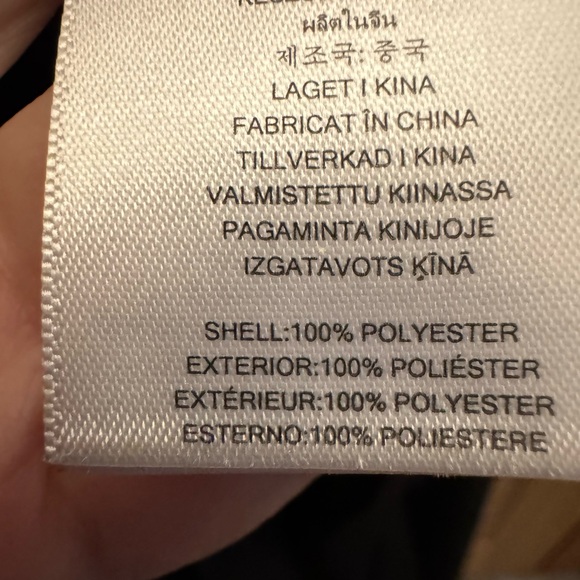 ผลิตในจีน
제조국: 중국
LAGET I KINA
FABRICAT ÎN CHINA
TILLVERKAD I KINA
VALMISTETTU KIINASSA
PAGAMINTA KINIJOJE
IZGATAVOTS ĶĪNĀ
SHELL:100% POLYESTER
EXTERIOR:100% POLIÉSTER
EXTÉRIEUR:100% POLYESTER
ESTERNO:100% POLIESTERE